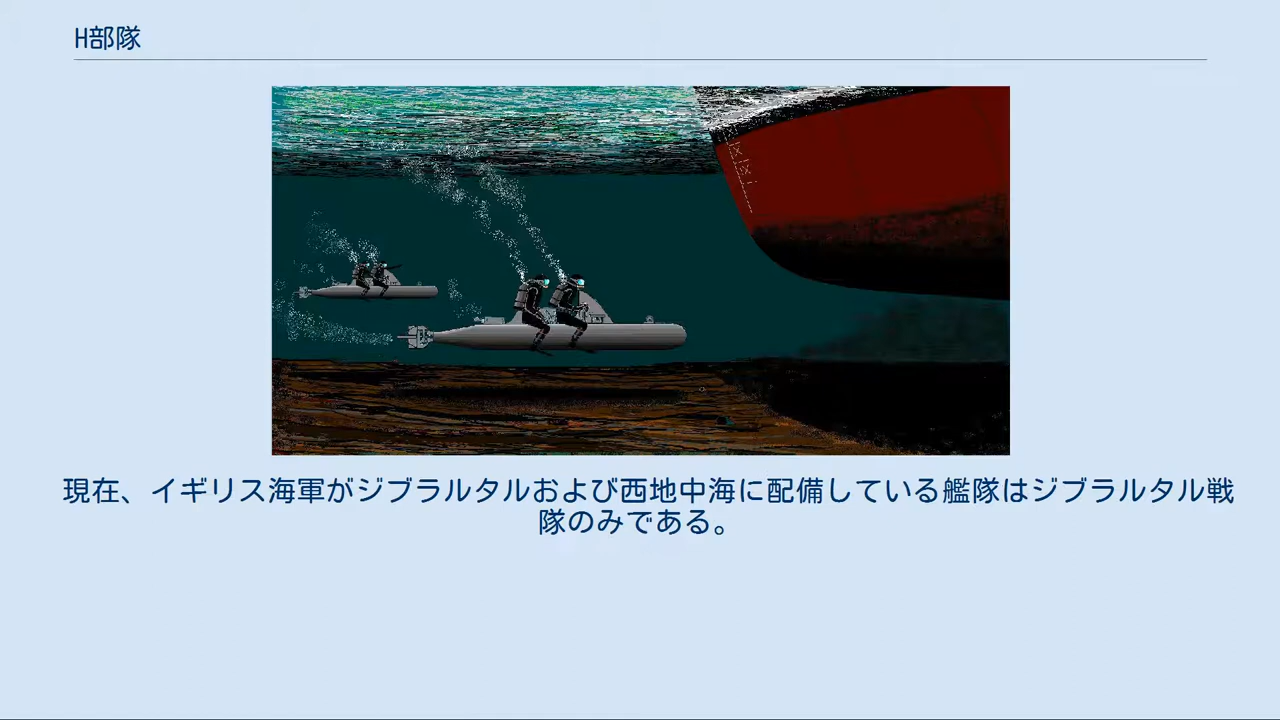 H部隊
現在、イギリス海軍がジブラルタルおよび西地中海に配備している艦隊はジブラルタル戦
隊のみである。